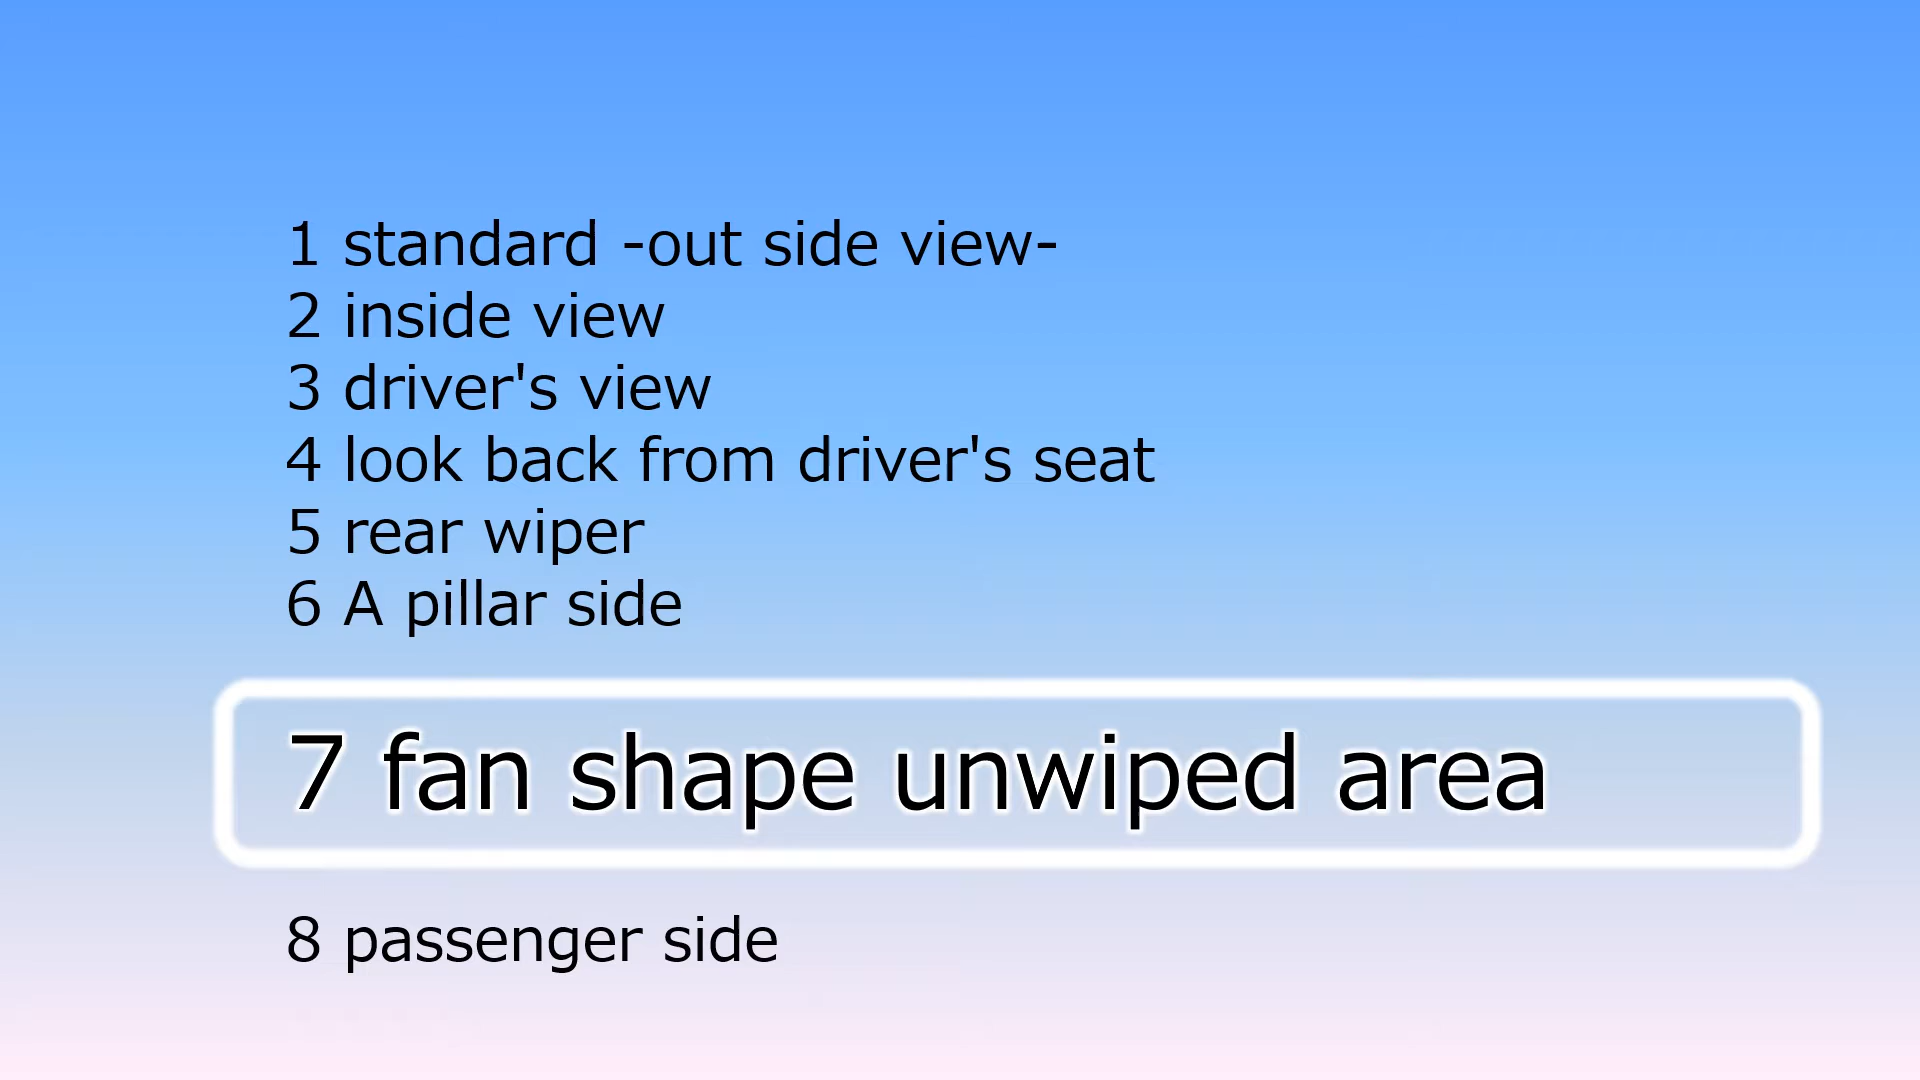 1 standard -out side view-
2 inside view
3 driver's view
4 look back from driver's seat
5 rear wiper
6 A pillar side
7 fan shape unwiped area
8 passenger side